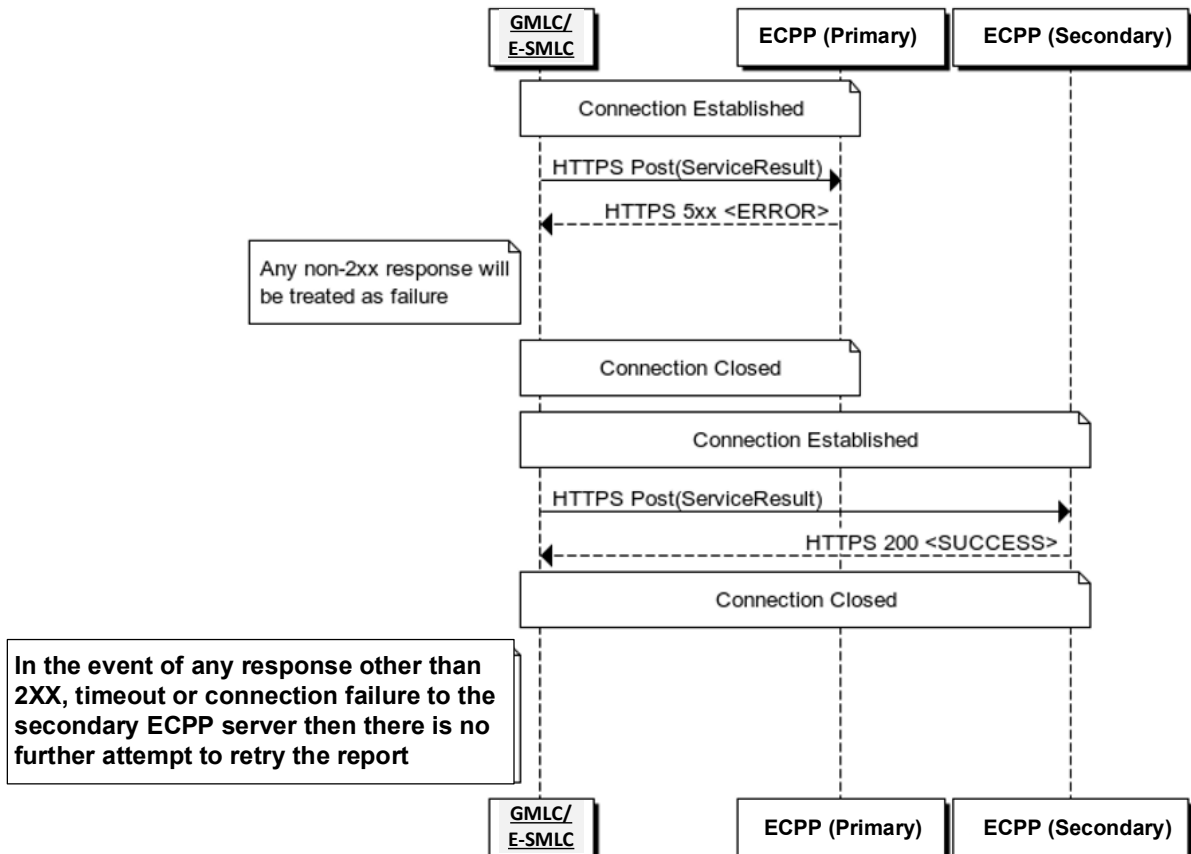 GMLC/
E-SMLC
ECPP (Primary)
ECPP (Secondary)
Connection Established
HTTPS Post(ServiceResult)
HTTPS 5xx <ERROR>
Any non-2xx response will
be treated as failure
Connection Closed
Connection Established
HTTPS Post(ServiceResult)
HTTPS 200 <SUCCESS>
Connection Closed
In the event of any response other than
2XX, timeout or connection failure to the
secondary ECPP server then there is no
further attempt to retry the report
GMLC/
E-SMLC
ECPP (Primary)
ECPP (Secondary)